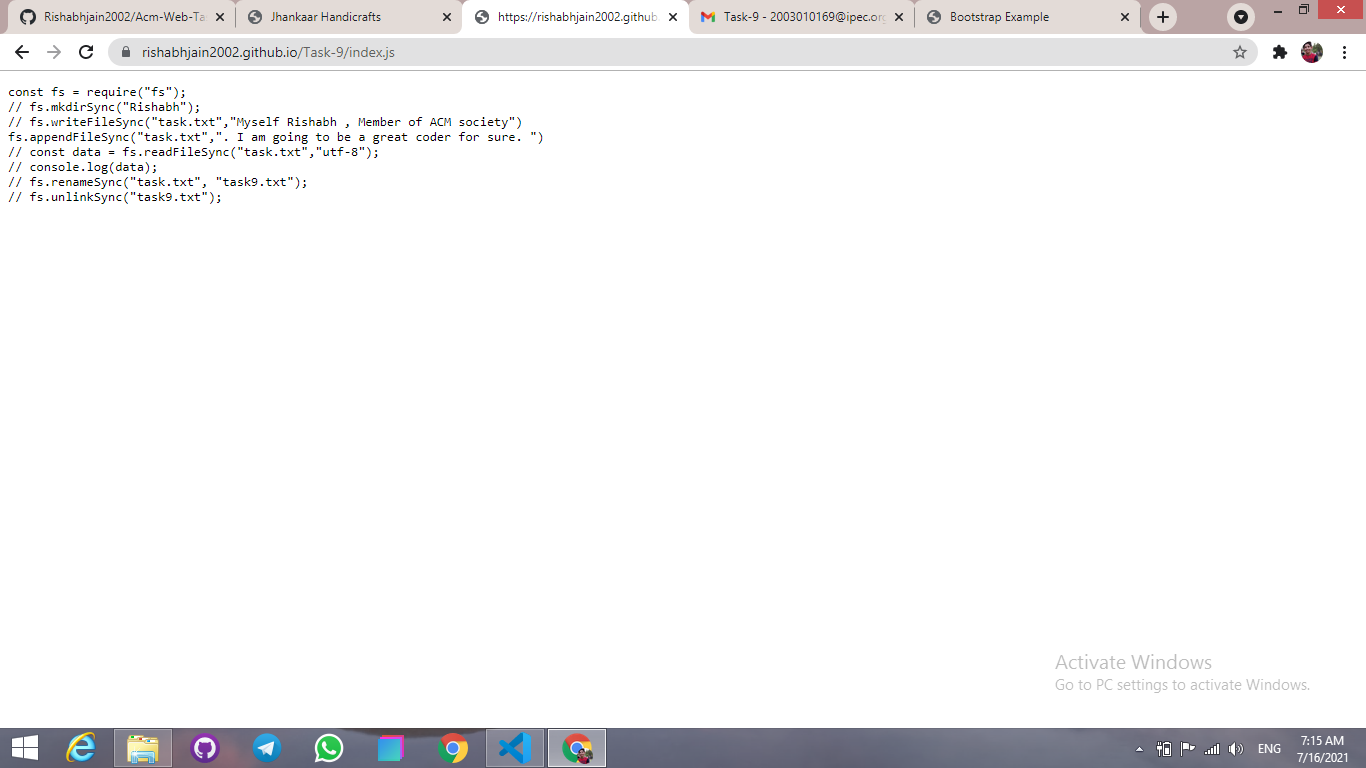 Rishabhjain2002/Acm-Web-Ta
Jhankaar Handicrafts
https://rishabhjain2002.github
Task-9 - 2003010169@ipec.org
Bootstrap Example
rishabhjain2002.github.io/Task-9/index.js
const fs = require("fs");
// fs.mkdirSync("Rishabh");
// fs.writeFileSync("task.txt","Myself Rishabh , Member of ACM society")
fs.appendFileSync("task.txt",". I am going to be a great coder for sure. ")
// const data = fs.readFileSync("task.txt","utf-8");
// console.log(data);
// fs.renameSync("task.txt", "task9.txt");
// fs.unlinkSync("task9.txt");
Activate Windows
Go to PC settings to activate Windows.
ENG
7:15 AM
7/16/2021